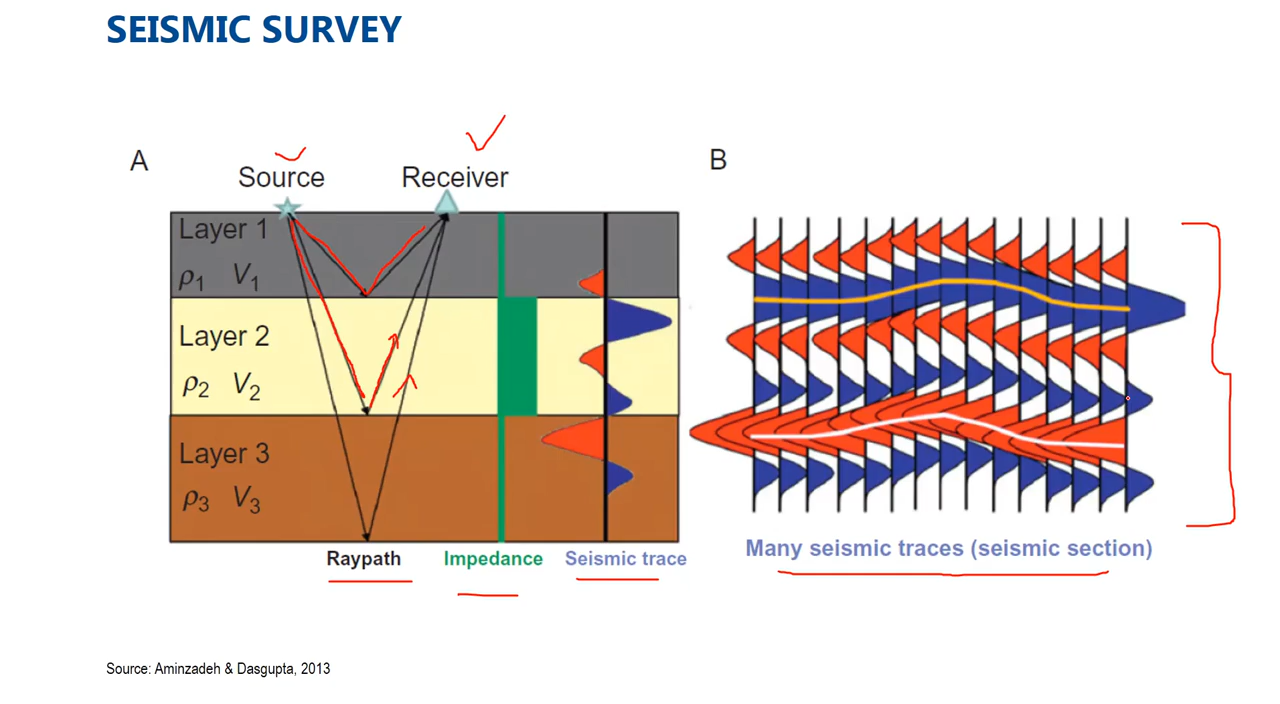 SEISMIC SURVEY
A
B
Source
Receiver
Layer 1
ρ1 V1
Layer 2
ρ2 V2
Layer 3
ρ3 V3
Raypath
Impedance
Seismic trace
Many seismic traces (seismic section)
Source: Aminzadeh & Dasgupta, 2013